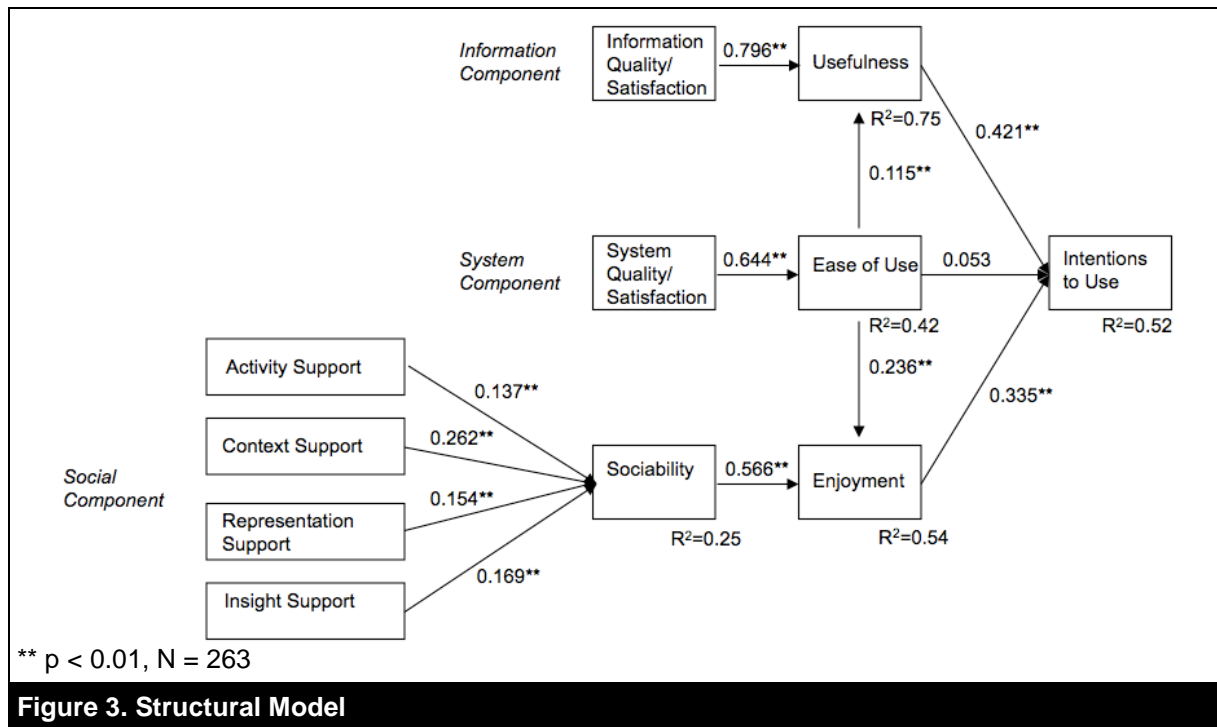 Information
Component
Information
Quality/
Satisfaction
0.796**
Usefulness
R²=0.75
0.421**
0.115**
System
Component
System
Quality/
Satisfaction
0.644**
Ease of Use
0.053
Intentions
to Use
R²=0.42
R²=0.52
0.236**
0.335**
Activity Support
0.137**
Context Support
0.262**
Social
Component
Sociability
0.566**
Enjoyment
0.154**
Representation
Support
R²=0.25
R²=0.54
0.169**
Insight Support
** p < 0.01, N = 263
Figure 3. Structural Model